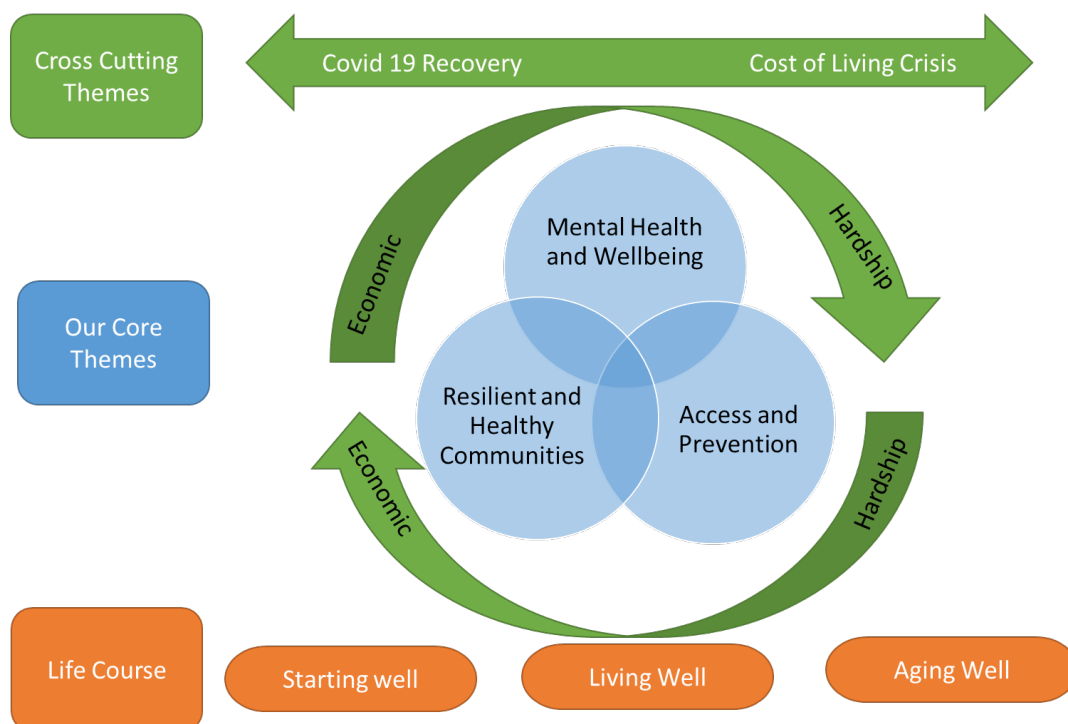 Cross Cutting
Themes
Covid 19 Recovery
Cost of Living Crisis
Economic
Hardship
Mental Health
and Wellbeing
Our Core
Themes
Resilient and
Healthy
Communities
Access and
Prevention
Economic
Hardship
Life Course
Starting well
Living Well
Aging Well